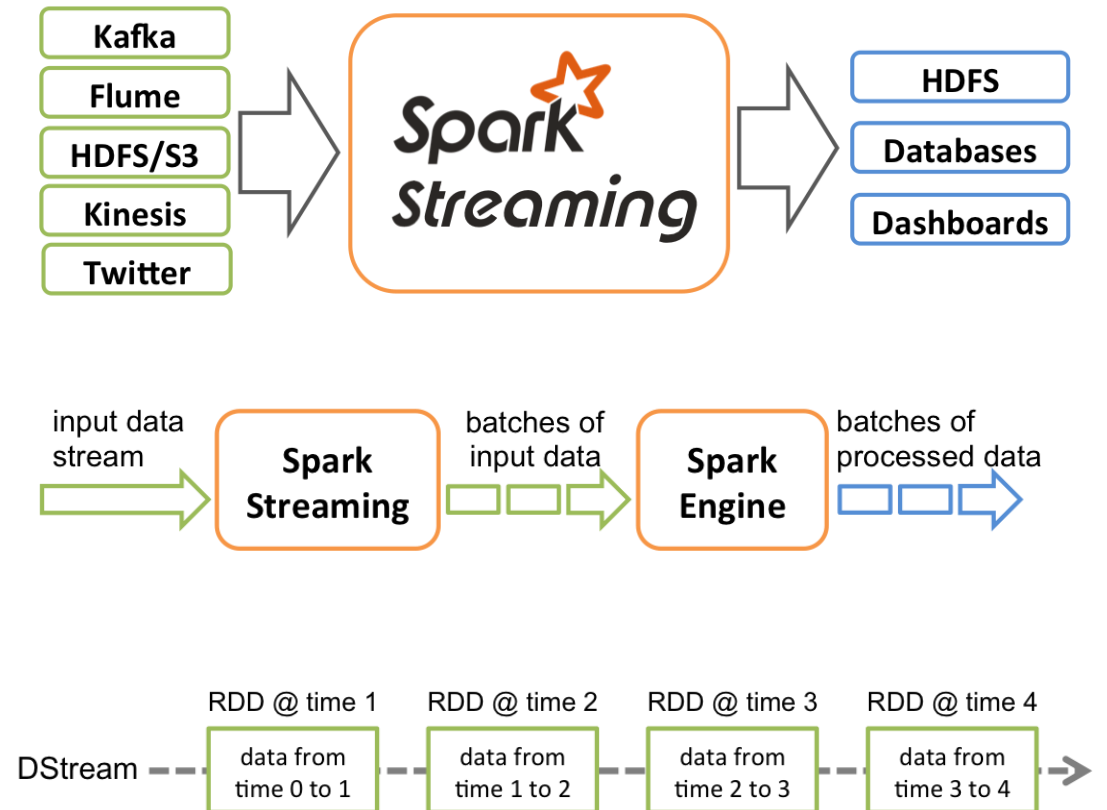 Kafka
Flume
HDFS/S3
Kinesis
Twitter
Spark
Streaming
HDFS
Databases
Dashboards
input data
stream
Spark
Streaming
batches of
input data
Spark
Engine
batches of
processed data
RDD @ time 1
RDD @ time 2
RDD @ time 3
RDD @ time 4
DStream
data from
time 0 to 1
data from
time 1 to 2
data from
time 2 to 3
data from
time 3 to 4